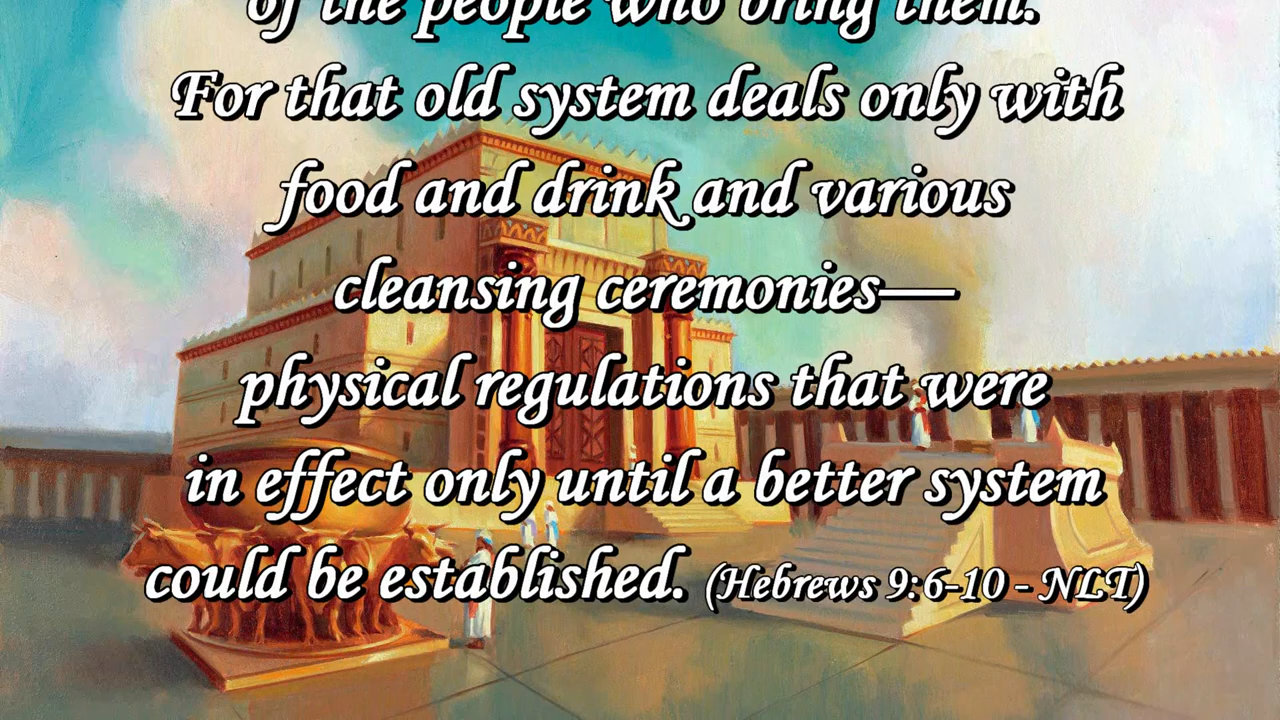 of the people who bring them.
For that old system deals only with
food and drink and various
cleansing ceremonies—
physical regulations that were
in effect only until a better system
could be established. (Hebrews 9:6-10 - NLT)